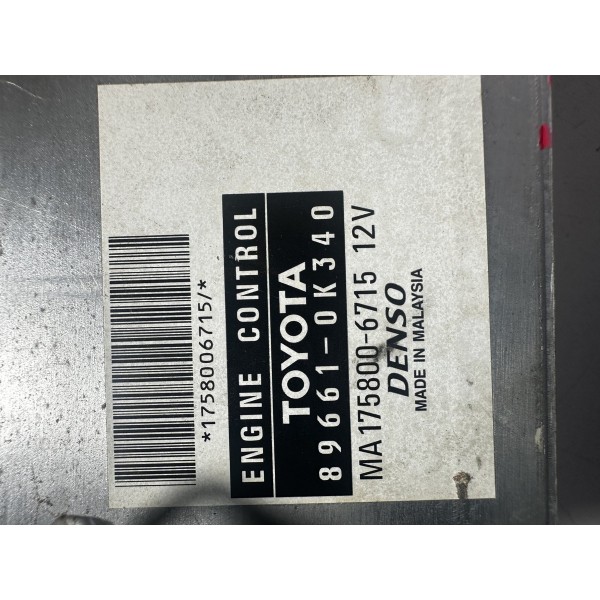 *1758006715/*
ENGINE CONTROL
TOYOTA
89661-0K340
MA175800-6715 12V
DENSO
MADE IN MALAYSIA